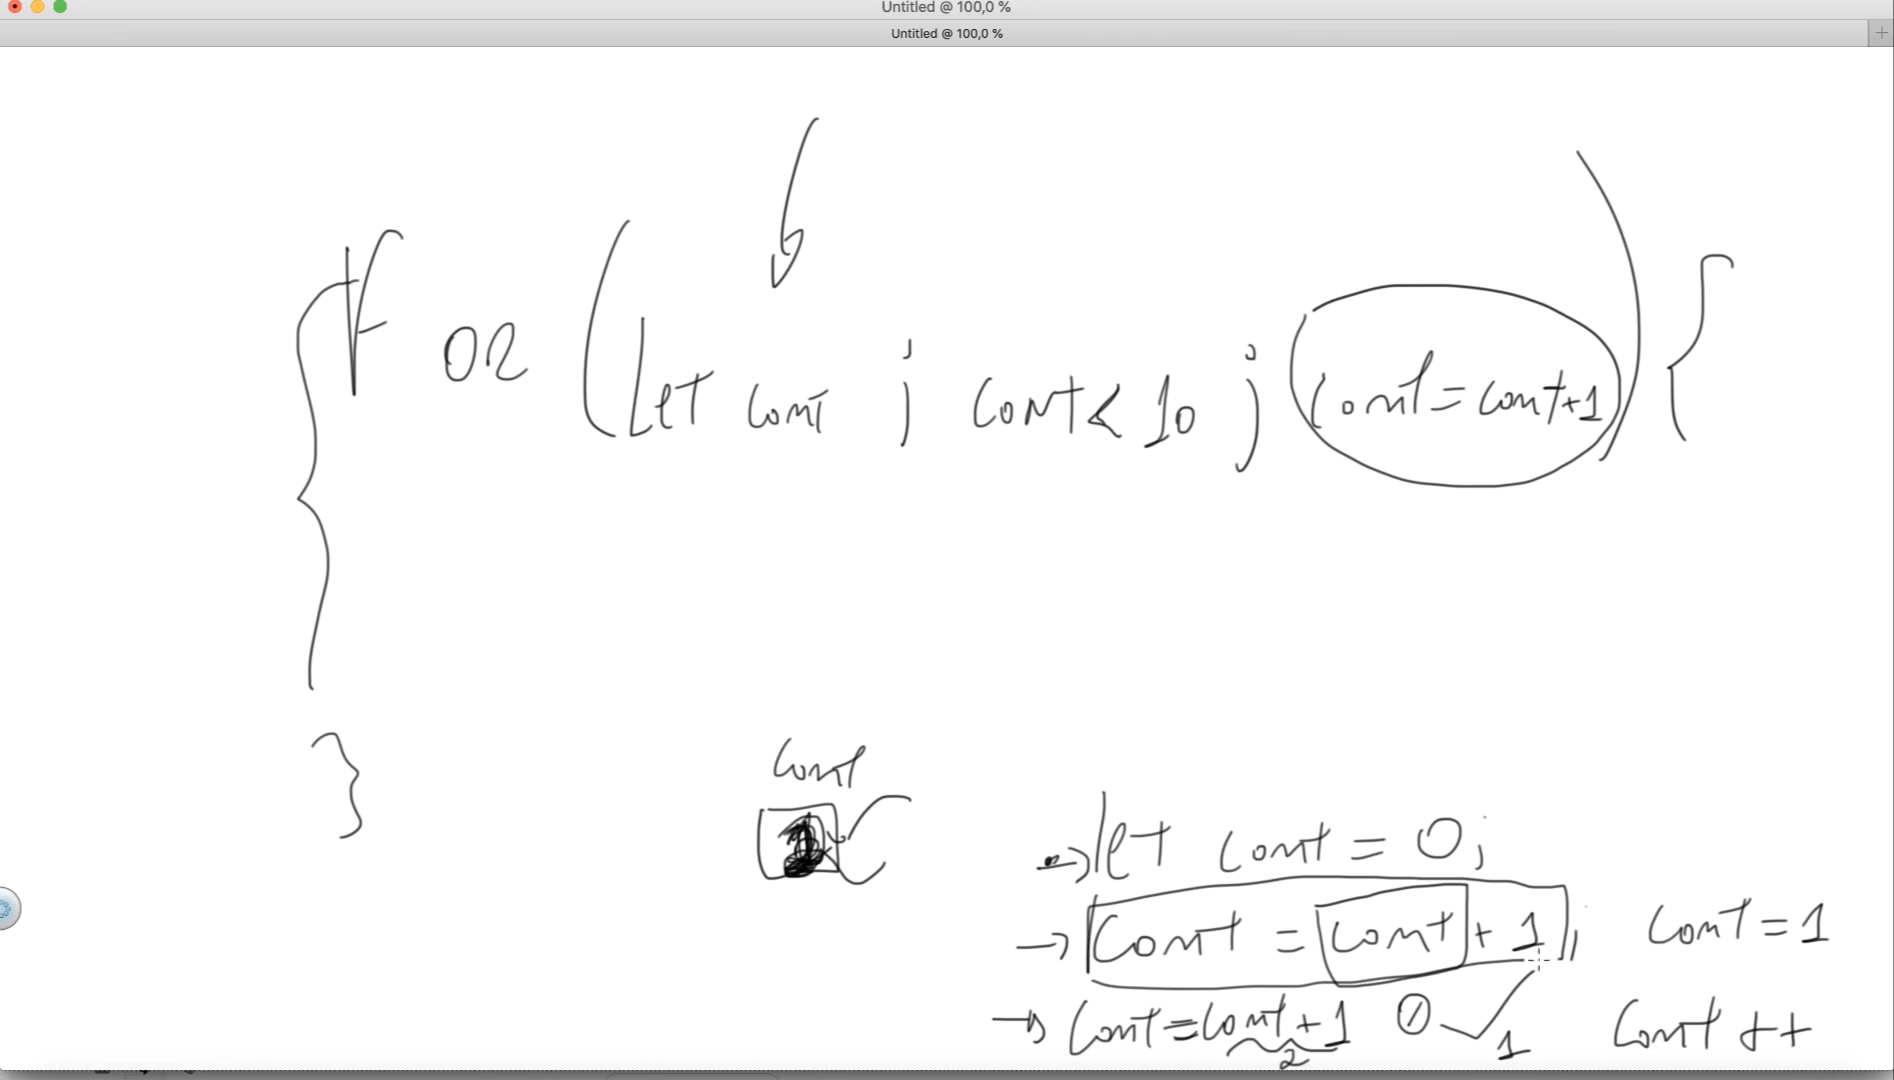 Untitled @ 100,0 %
Untitled @ 100,0 %
FOR (Let cont ; cont < 10 ; cont = cont+1) {
}
cont
1
→ let cont = 0;
→ cont = cont + 1; cont = 1
→ cont = cont + 1 0 1 cont ++
2